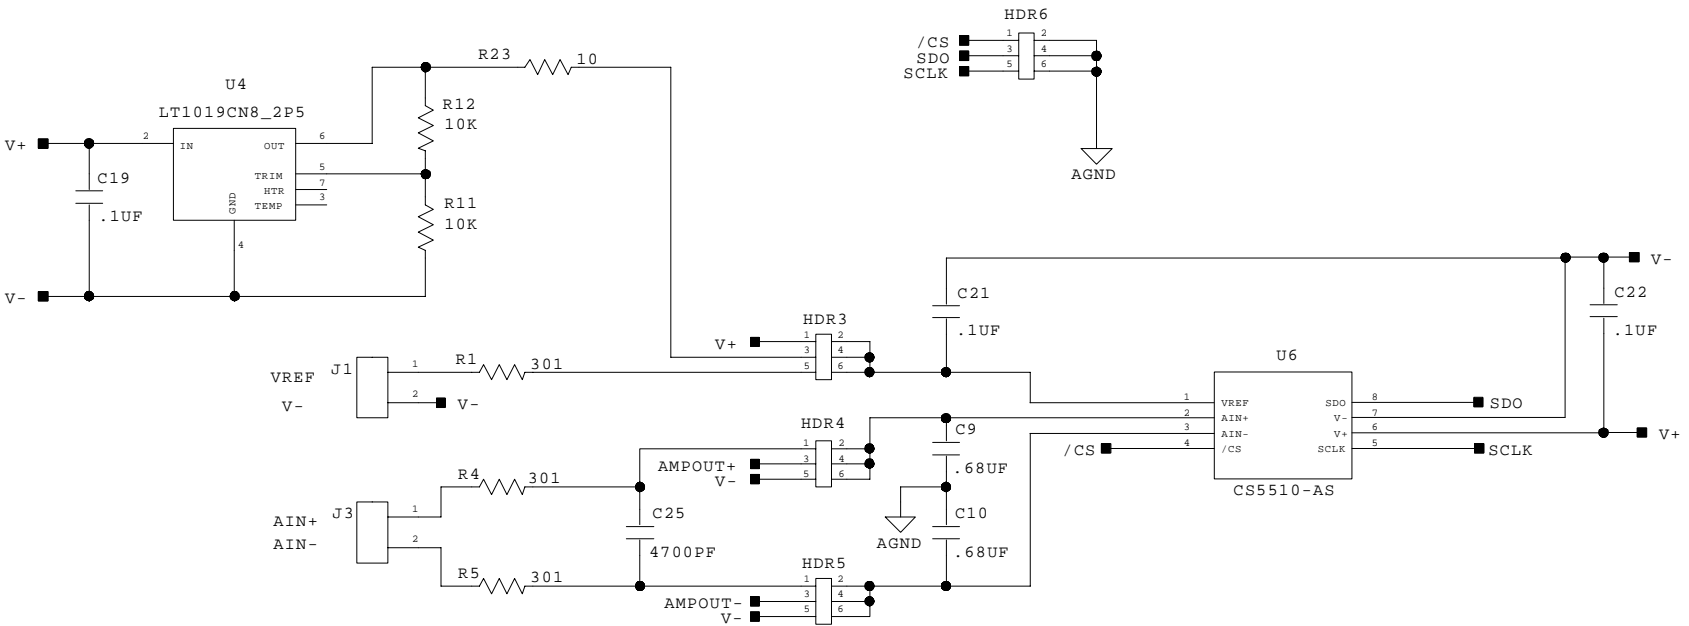 HDR6
/CS 1 2
SDO 3 4
SCLK 5 6
AGND
R23 10
U4
LT1019CN8_2P5
R12
10K
V+ 2 IN OUT 6
TRIM 5
HTR 7
TEMP 3
GND
4
C19
.1UF
R11
10K
V-
V-
C21
.1UF
C22
.1UF
HDR3
V+ 1 2
3 4
5 6
J1
VREF 1 R1 301
V- 2 V-
U6
1 VREF SDO 8 SDO
2 AIN+ V- 7
3 AIN- V+ 6 V+
/CS 4 /CS SCLK 5 SCLK
CS5510-AS
HDR4
1 2
AMPOUT+ 3 4
V- 5 6
C9
.68UF
R4 301
J3
AIN+ 1
AIN- 2
C25
4700PF
AGND
C10
.68UF
R5 301
HDR5
1 2
AMPOUT- 3 4
V- 5 6